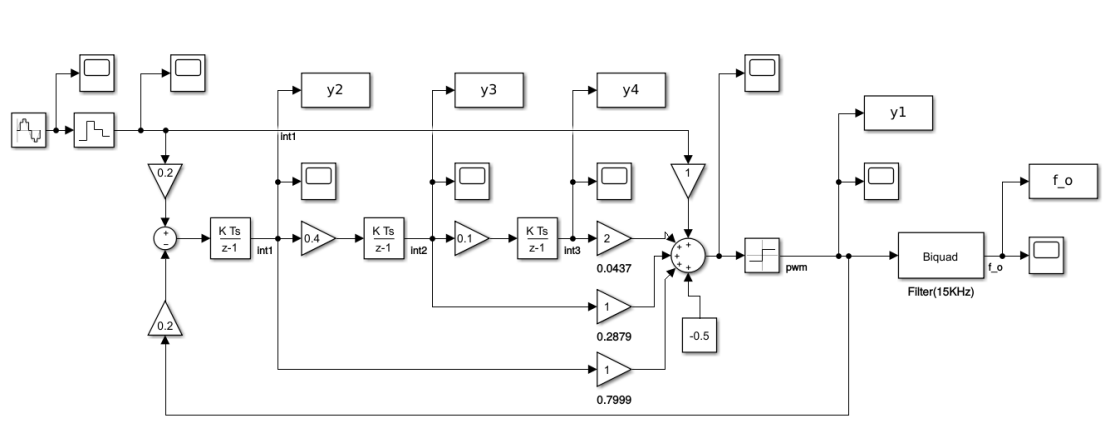 y2
y3
y4
y1
int1
0.2
1
f_o
+
−
K Ts
z-1
int1
0.4
K Ts
z-1
int2
0.1
K Ts
z-1
int3
2
0.0437
+
+
+
+
+
pwm
Biquad
f_o
Filter(15KHz)
1
0.2879
-0.5
0.2
1
0.7999